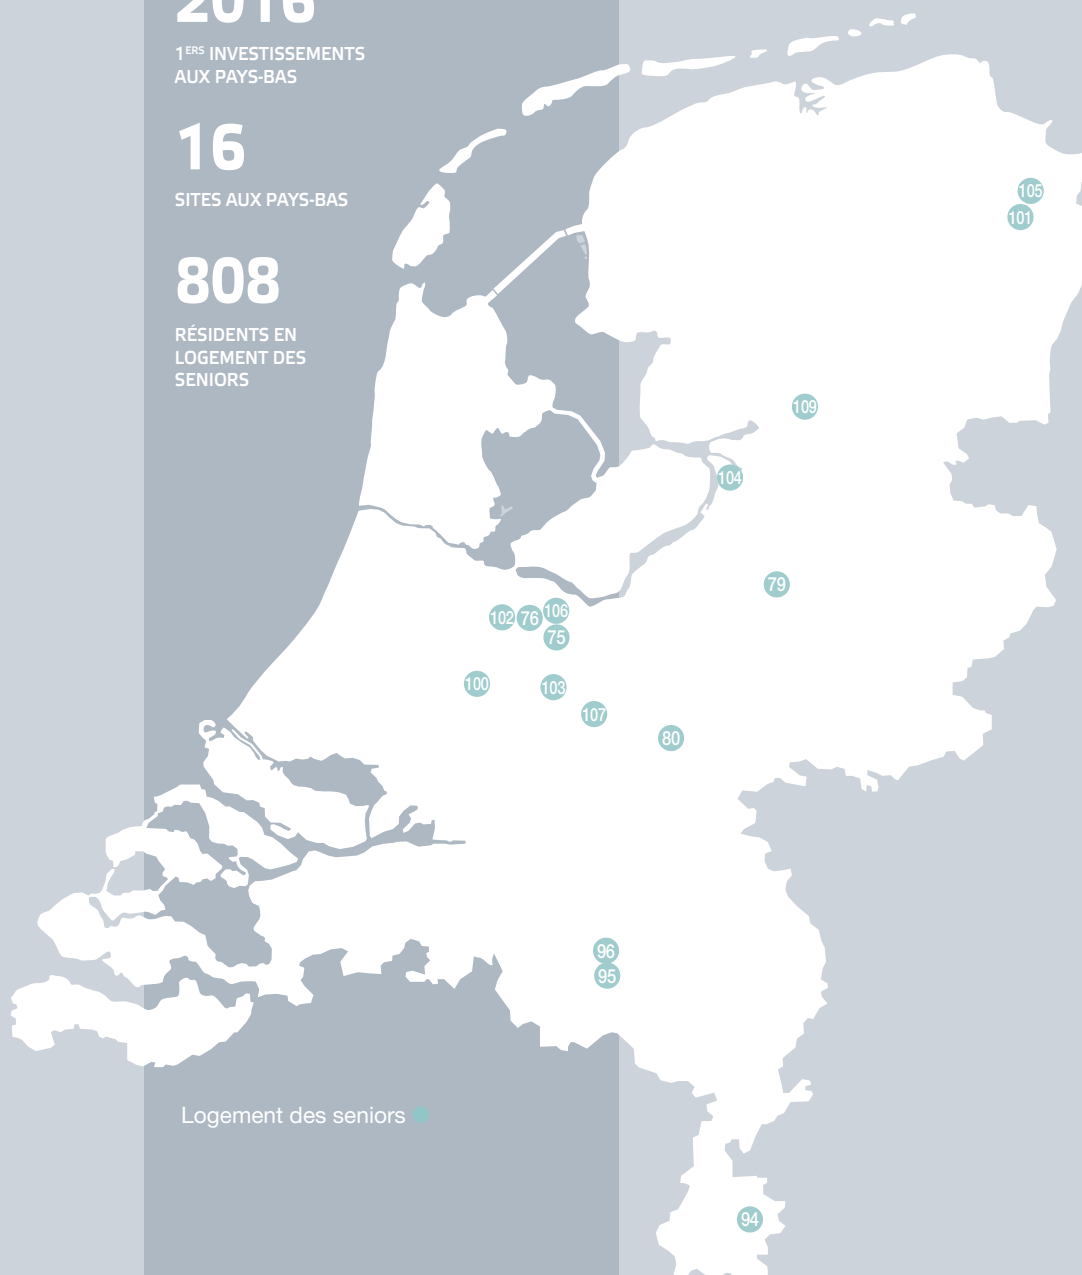 2016
1ERS INVESTISSEMENTS
AUX PAYS-BAS
16
SITES AUX PAYS-BAS
808
RÉSIDENTS EN
LOGEMENT DES
SENIORS
105
101
109
104
79
102 76 106
75
100 103
107
80
96
95
Logement des seniors
94